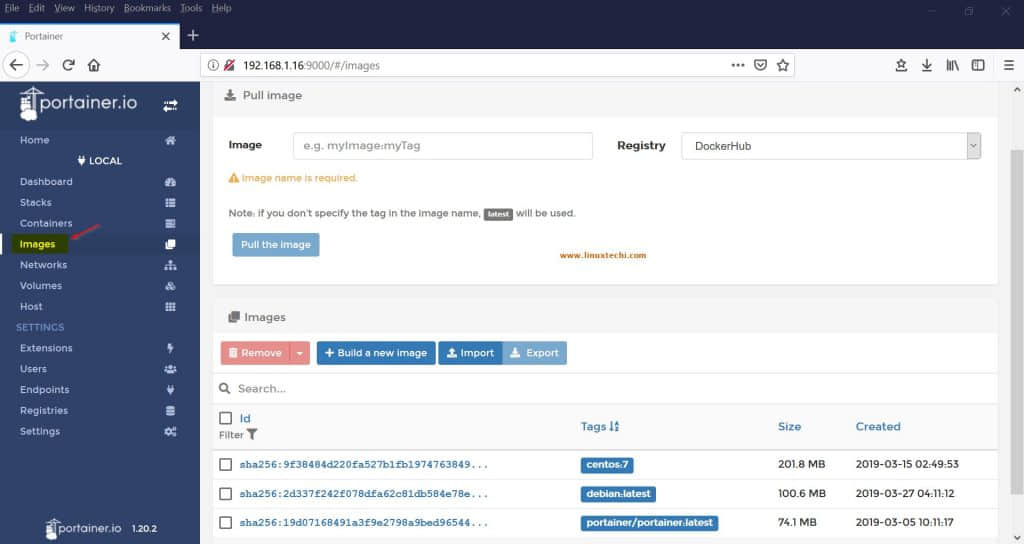 File Edit View History Bookmarks Tools Help
Portainer
192.168.1.16:9000/#/images
portainer.io
Home
LOCAL
Dashboard
Stacks
Containers
Images
Networks
Volumes
Host
SETTINGS
Extensions
Users
Endpoints
Registries
Settings
portainer.io 1.20.2
Pull image
Image e.g. myImage:myTag Registry DockerHub
Image name is required.
Note: if you don't specify the tag in the image name, latest will be used.
Pull the image
www.linuxtechi.com
Images
Remove Build a new image Import Export
Search...
Id
Filter
Tags Size Created
sha256:9f38484d220fa527b1fb1974763849... centos:7 201.8 MB 2019-03-15 02:49:53
sha256:2d337f242f078dfa62c81db584e78e... debian:latest 100.6 MB 2019-03-27 04:11:12
sha256:19d07168491a3f9e2798a9bed96544... portainer/portainer:latest 74.1 MB 2019-03-05 10:11:17